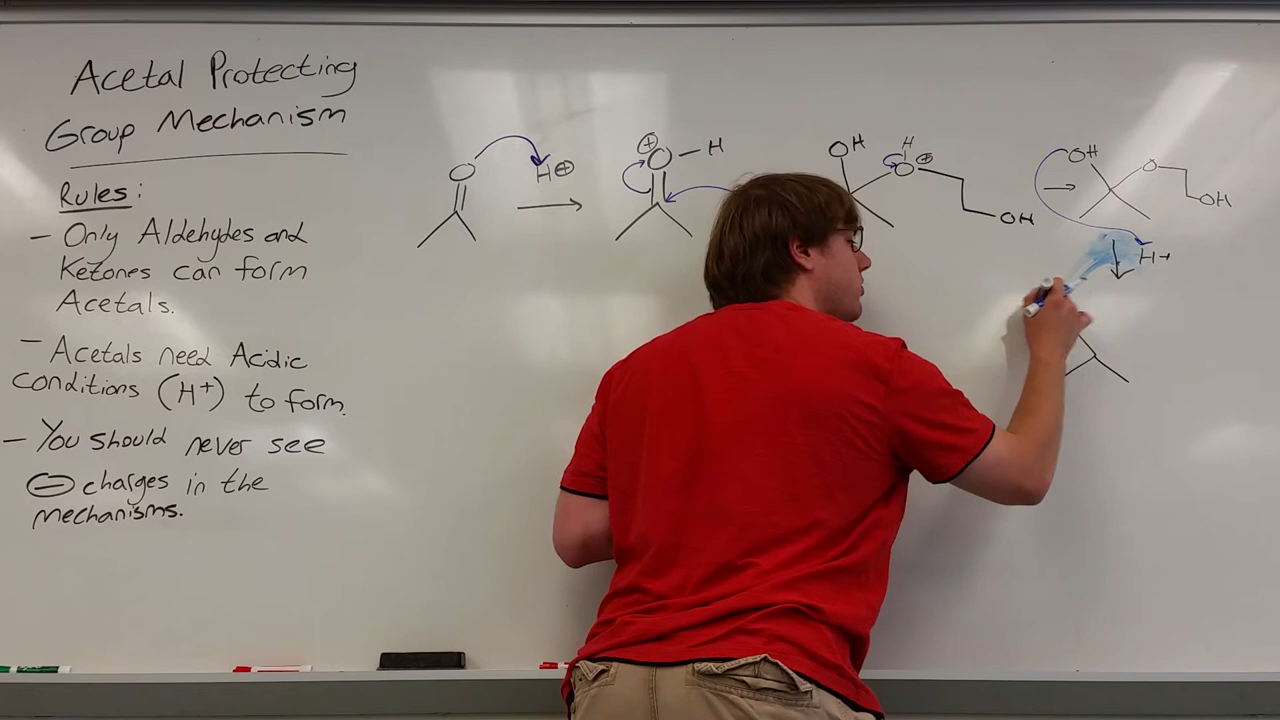 Acetal Protecting
Group Mechanism
Rules:
- Only Aldehydes and
Ketones can form
Acetals.
- Acetals need Acidic
conditions (H+) to form.
- You should never see
⊖ charges in the
mechanisms.
O H⊕
⊕
O - H
OH
H
O ⊕
OH
OH
O
OH
H+